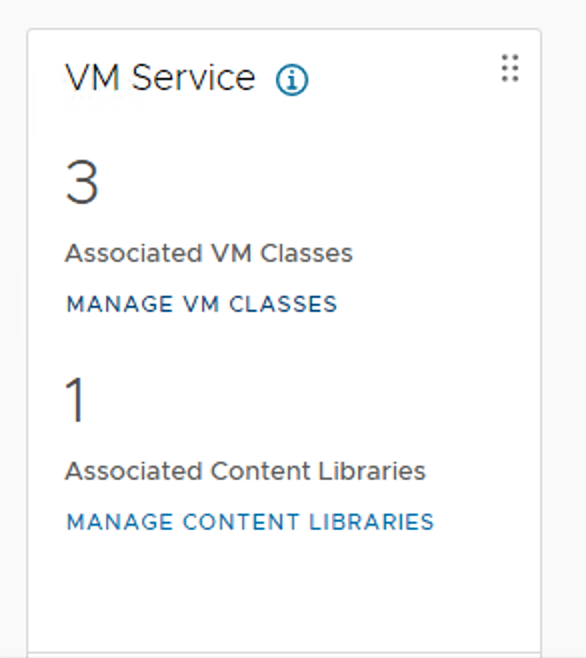 VM Service
3
Associated VM Classes
MANAGE VM CLASSES
1
Associated Content Libraries
MANAGE CONTENT LIBRARIES